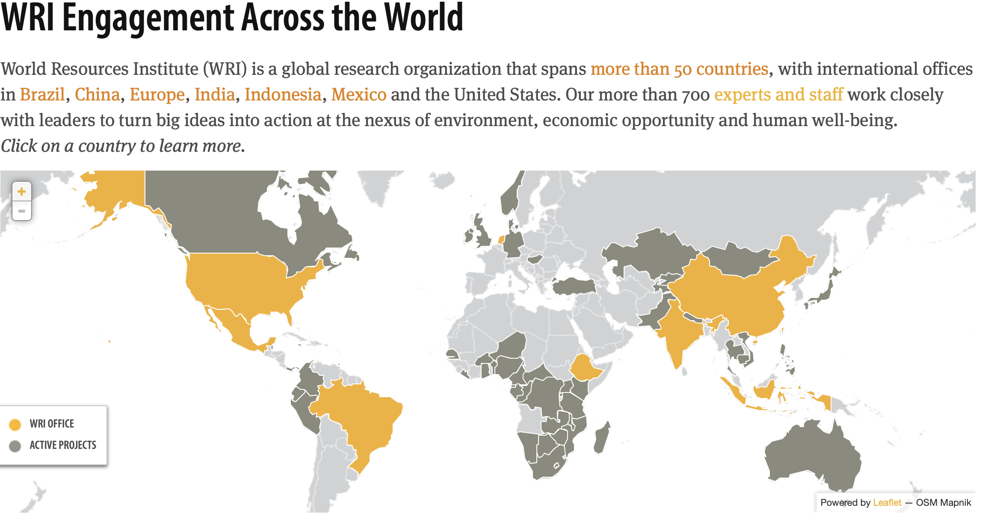 WRI Engagement Across the World
World Resources Institute (WRI) is a global research organization that spans more than 50 countries, with international offices
in Brazil, China, Europe, India, Indonesia, Mexico and the United States. Our more than 700 experts and staff work closely
with leaders to turn big ideas into action at the nexus of environment, economic opportunity and human well-being.
Click on a country to learn more.
+
−
WRI OFFICE
ACTIVE PROJECTS
Powered by Leaflet — OSM Mapnik